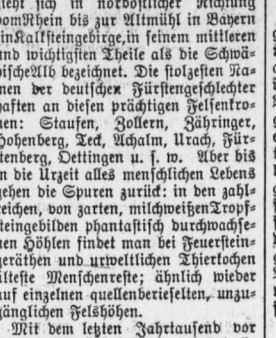 zieht sich in nordöstlicher Richtung
vom Rhein bis zur Altmühl in Bayern
ein Kalksteingebirge, in seinem mittleren
und wichtigsten Theile als die Schwä-
bische Alb bezeichnet. Die stolzesten Na-
men der deutschen Fürstengeschlechter
haften an diesen prächtigen Felsenkro-
nen: Staufen, Zollern, Zähringer,
Hohenberg, Teck, Achalm, Urach, Für-
stenberg, Oettingen u. s. w. Aber bis
in die Urzeit alles menschlichen Lebens
gehen die Spuren zurück: in den zahl-
reichen, von zarten, milchweißen Tropf-
steingebilden phantastisch durchwachse-
nen Höhlen findet man bei Feuerstein-
geräthen und urweltlichen Thierknochen
älteste Menschenreste; ähnlich wieder
auf einzelnen quellenberieselten, unzu-
gänglichen Felshöhen.
Mit dem letzten Jahrtausend vor